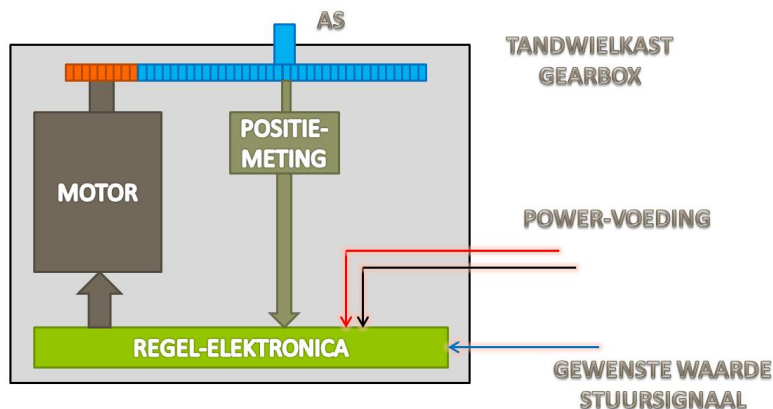 AS
TANDWIELKAST
GEARBOX
POSITIE-
METING
MOTOR
POWER-VOEDING
REGEL-ELEKTRONICA
GEWENSTE WAARDE
STUURSIGNAAL